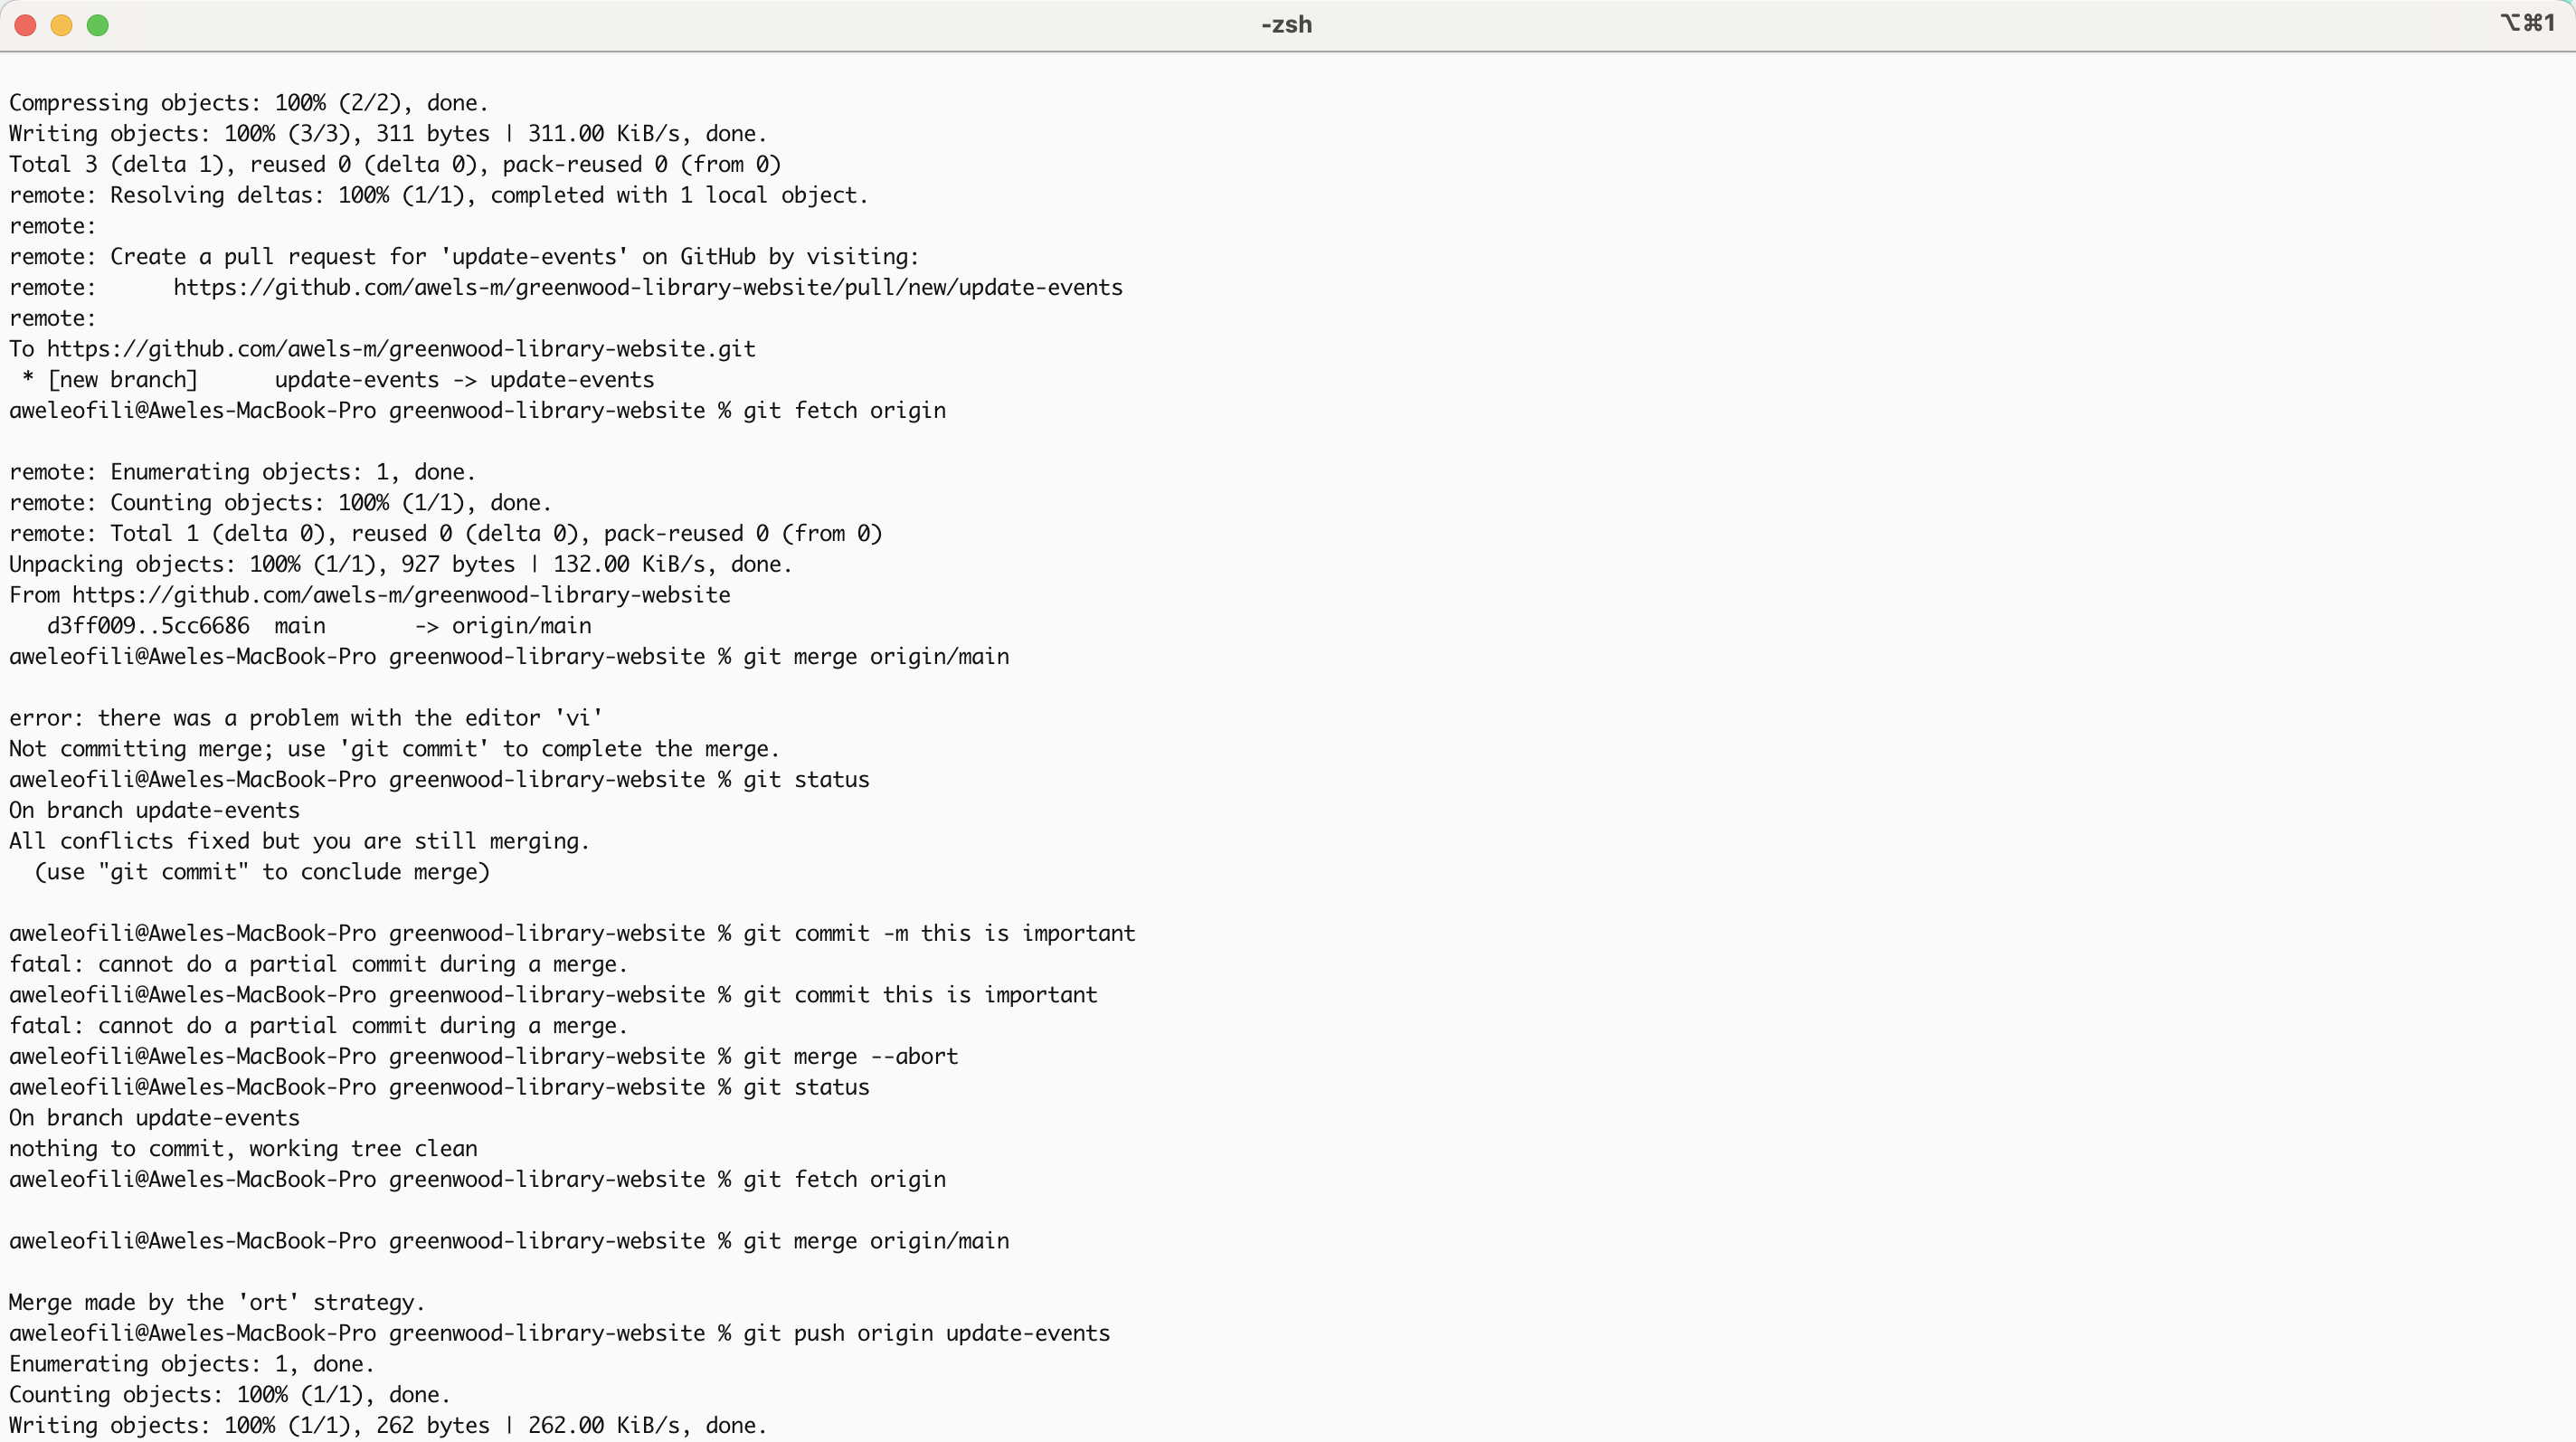 -zsh
⌥⌘1
Compressing objects: 100% (2/2), done.
Writing objects: 100% (3/3), 311 bytes | 311.00 KiB/s, done.
Total 3 (delta 1), reused 0 (delta 0), pack-reused 0 (from 0)
remote: Resolving deltas: 100% (1/1), completed with 1 local object.
remote:
remote: Create a pull request for 'update-events' on GitHub by visiting:
remote:      https://github.com/awels-m/greenwood-library-website/pull/new/update-events
remote:
To https://github.com/awels-m/greenwood-library-website.git
 * [new branch]      update-events -> update-events
aweleofili@Aweles-MacBook-Pro greenwood-library-website % git fetch origin
remote: Enumerating objects: 1, done.
remote: Counting objects: 100% (1/1), done.
remote: Total 1 (delta 0), reused 0 (delta 0), pack-reused 0 (from 0)
Unpacking objects: 100% (1/1), 927 bytes | 132.00 KiB/s, done.
From https://github.com/awels-m/greenwood-library-website
   d3ff009..5cc6686  main       -> origin/main
aweleofili@Aweles-MacBook-Pro greenwood-library-website % git merge origin/main
error: there was a problem with the editor 'vi'
Not committing merge; use 'git commit' to complete the merge.
aweleofili@Aweles-MacBook-Pro greenwood-library-website % git status
On branch update-events
All conflicts fixed but you are still merging.
  (use "git commit" to conclude merge)
aweleofili@Aweles-MacBook-Pro greenwood-library-website % git commit -m this is important
fatal: cannot do a partial commit during a merge.
aweleofili@Aweles-MacBook-Pro greenwood-library-website % git commit this is important
fatal: cannot do a partial commit during a merge.
aweleofili@Aweles-MacBook-Pro greenwood-library-website % git merge --abort
aweleofili@Aweles-MacBook-Pro greenwood-library-website % git status
On branch update-events
nothing to commit, working tree clean
aweleofili@Aweles-MacBook-Pro greenwood-library-website % git fetch origin
aweleofili@Aweles-MacBook-Pro greenwood-library-website % git merge origin/main
Merge made by the 'ort' strategy.
aweleofili@Aweles-MacBook-Pro greenwood-library-website % git push origin update-events
Enumerating objects: 1, done.
Counting objects: 100% (1/1), done.
Writing objects: 100% (1/1), 262 bytes | 262.00 KiB/s, done.